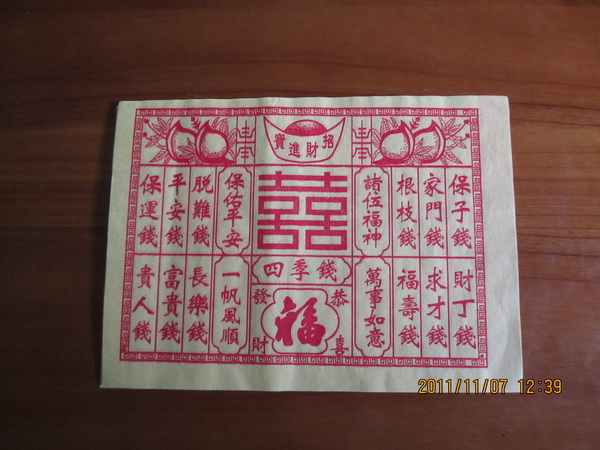 招財進寶
保子錢
家門錢
根枝錢
諸位福神
囍
保佑平安
脫難錢
平安錢
保運錢
四季錢
財丁錢
求才錢
福壽錢
萬事如意
恭喜
福
發財
一帆風順
長樂錢
富貴錢
貴人錢
2011/11/07 12:39